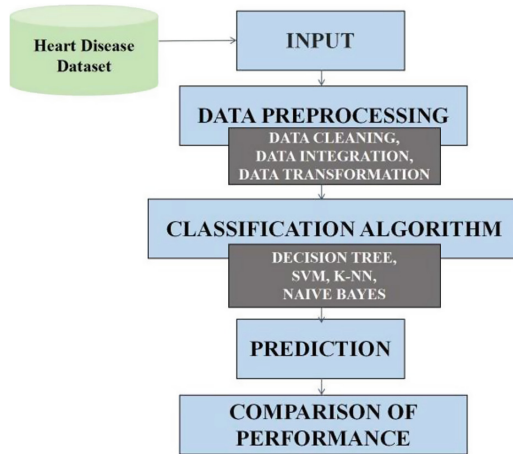 Heart Disease
Dataset
INPUT
DATA PREPROCESSING
DATA CLEANING,
DATA INTEGRATION,
DATA TRANSFORMATION
CLASSIFICATION ALGORITHM
DECISION TREE,
SVM, K-NN,
NAIVE BAYES
PREDICTION
COMPARISON OF
PERFORMANCE